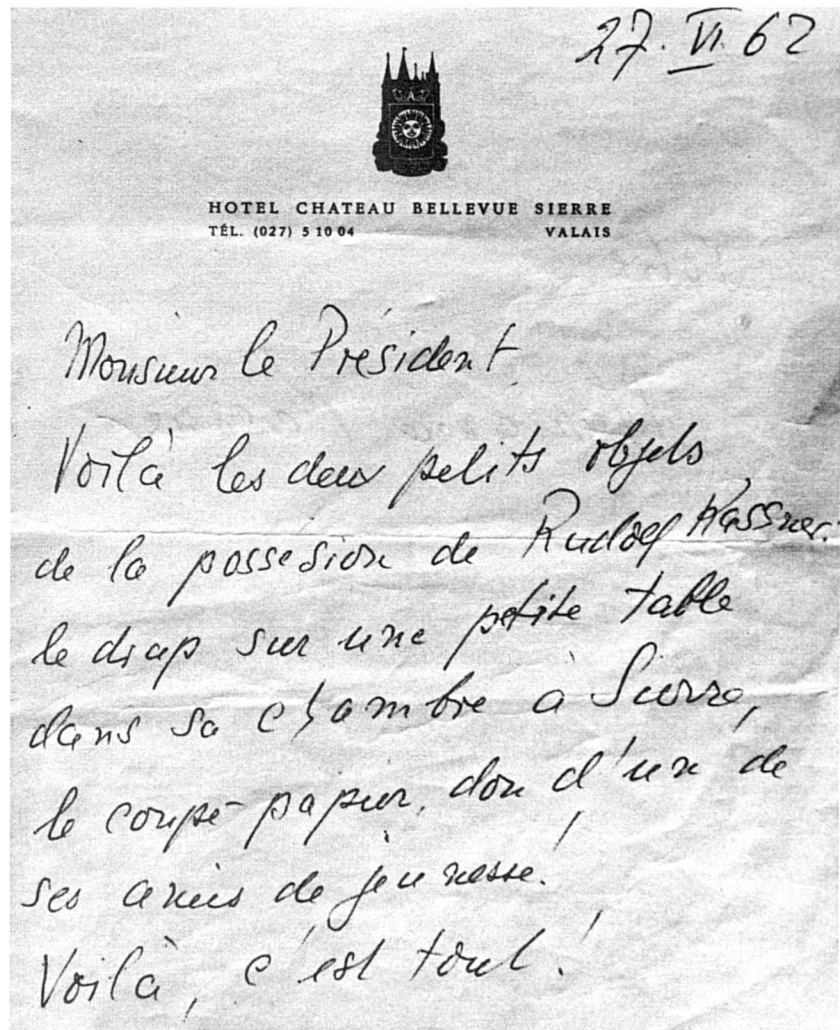 27. VI. 62
HOTEL CHATEAU BELLEVUE SIERRE
TÉL. (027) 5 10 04 VALAIS
Monsieur le Président,
Voilà les deux petits objets
de la possesion de Rudolf Kassner:
le drap sur une petite table
dans sa chambre à Sierre,
le coupe-papier, don d'un de
ses amis de jeunesse.
Voilà, c'est tout!